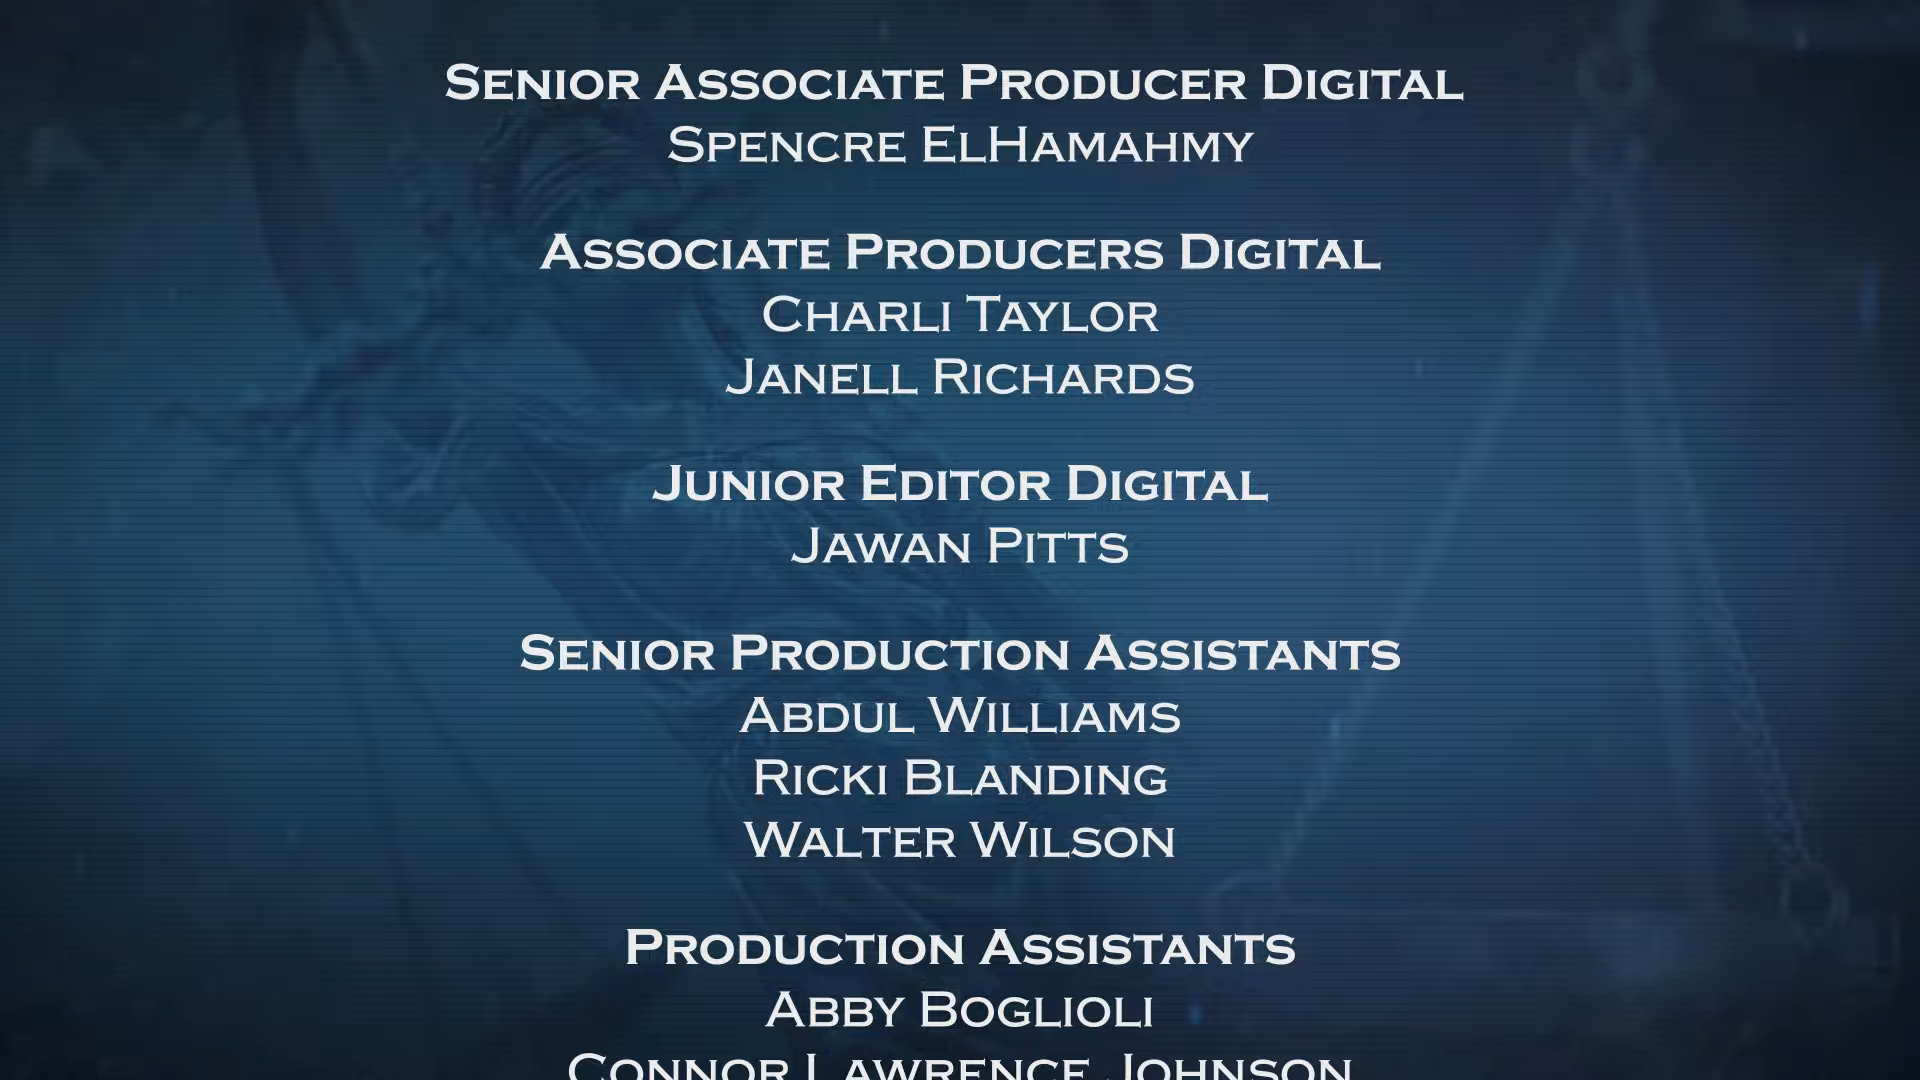 Senior Associate Producer Digital
Spencre ElHamahmy
Associate Producers Digital
Charli Taylor
Janell Richards
Junior Editor Digital
Jawan Pitts
Senior Production Assistants
Abdul Williams
Ricki Blanding
Walter Wilson
Production Assistants
Abby Boglioli
Connor Lawrence Johnson